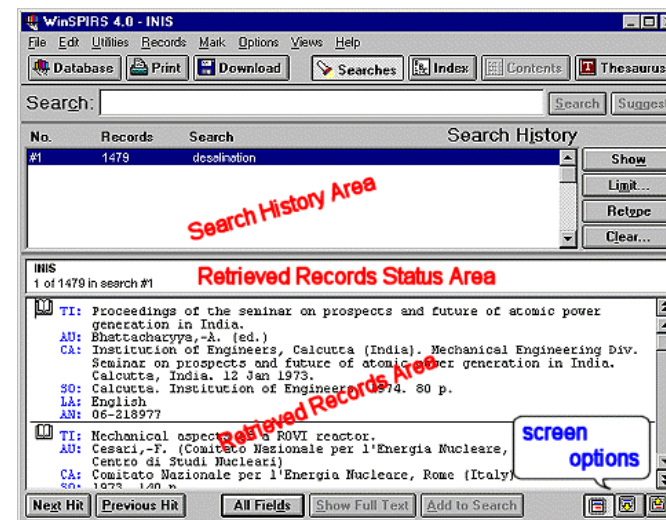 WinSPIRS 4.0 - INIS
File Edit Utilities Records Mark Options Views Help
Database Print Download Searches Index Contents Thesaurus
Search: Search Suggest
No. Records Search Search History
#1 1479 desalination Show
Limit...
Search History Area
Retype
Clear...
INIS
1 of 1479 in search #1
Retrieved Records Status Area
TI: Proceedings of the seminar on prospects and future of atomic power
generation in India.
AU: Bhattacharyya,-A. (ed.)
CA: Institution of Engineers, Calcutta (India). Mechanical Engineering Div.
Seminar on prospects and future of atomic power generation in India.
Calcutta, India. 12 Jan 1973.
SO: Calcutta. Institution of Engineers. 1974. 80 p.
LA: English
AN: 06-218977
Retrieved Records Area
TI: Mechanical aspects of a ROVI reactor.
AU: Cesari,-F. (Comitato Nazionale per l'Energia Nucleare,
Centro di Studi Nucleari)
CA: Comitato Nazionale per l'Energia Nucleare, Rome (Italy)
SO: 1973. 140 p.
screen
options
Next Hit Previous Hit All Fields Show Full Text Add to Search